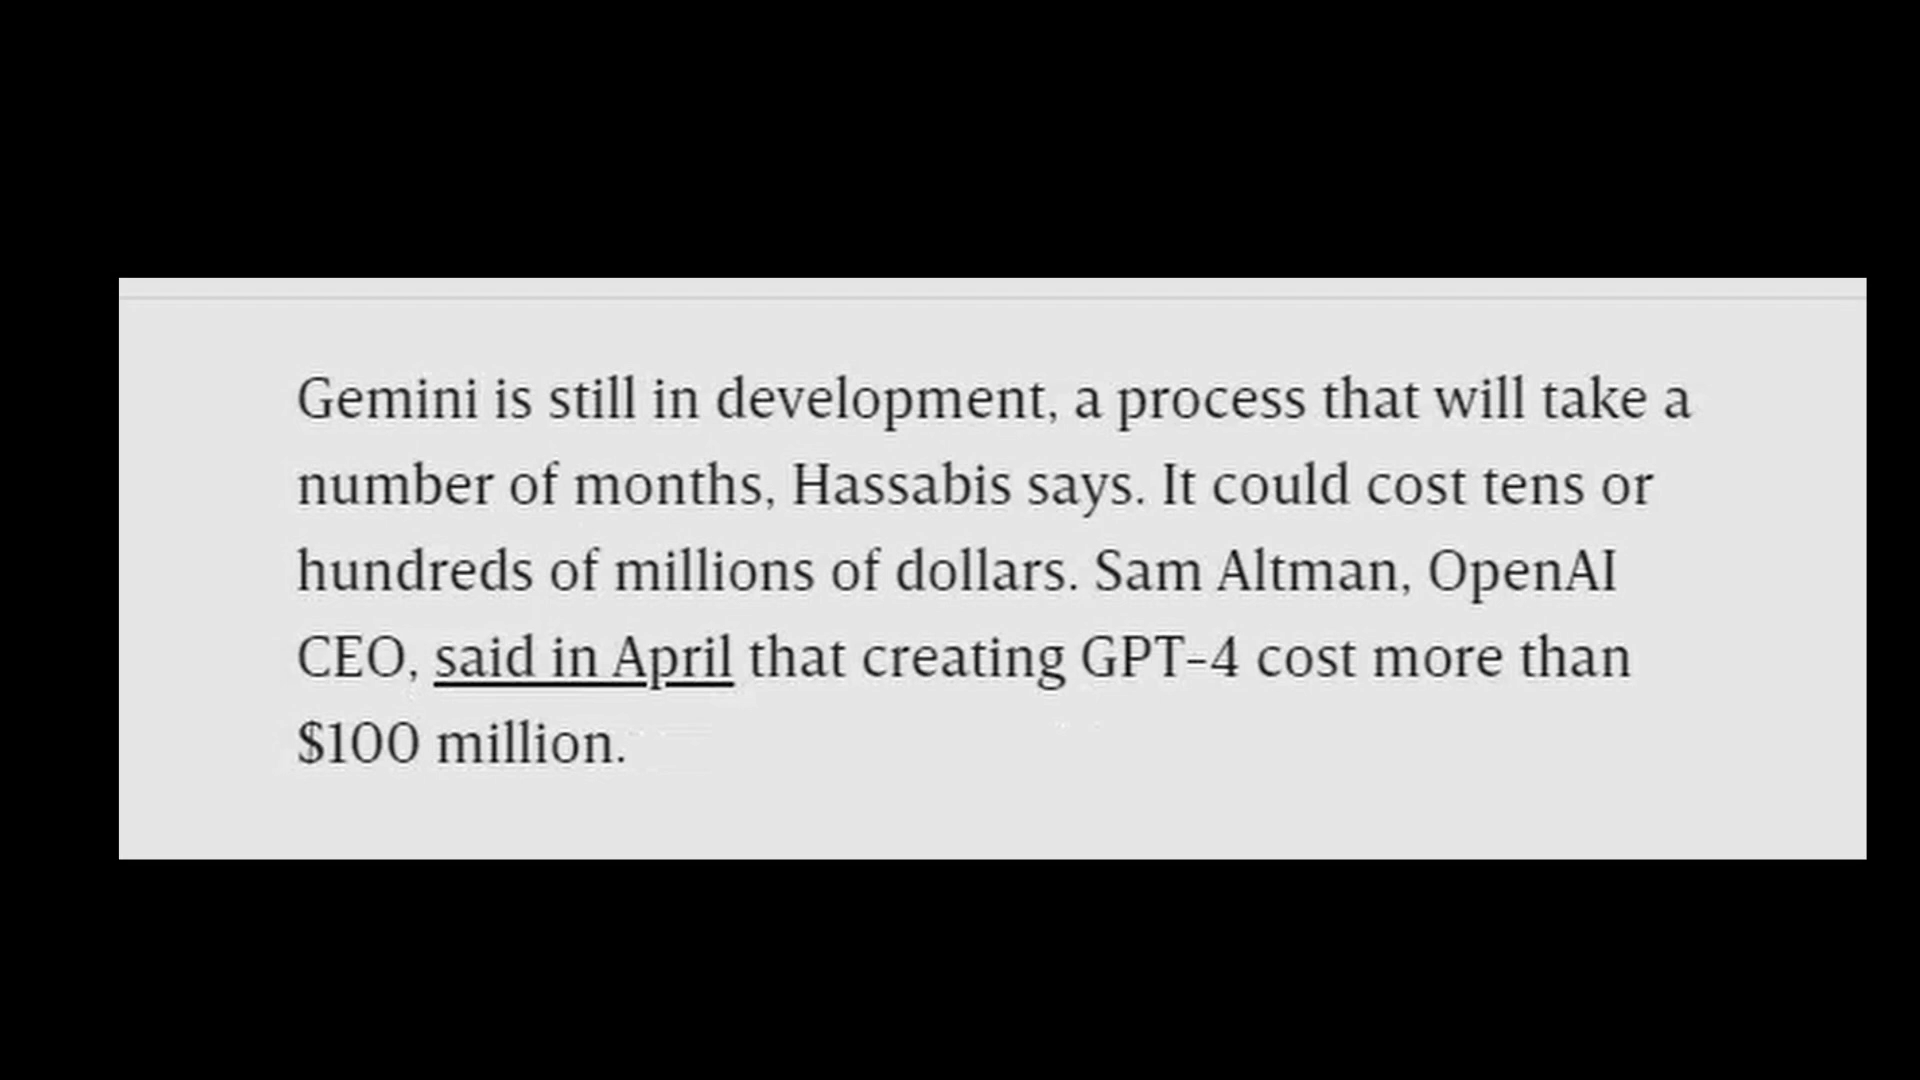 Gemini is still in development, a process that will take a
number of months, Hassabis says. It could cost tens or
hundreds of millions of dollars. Sam Altman, OpenAI
CEO, said in April that creating GPT-4 cost more than
$100 million.